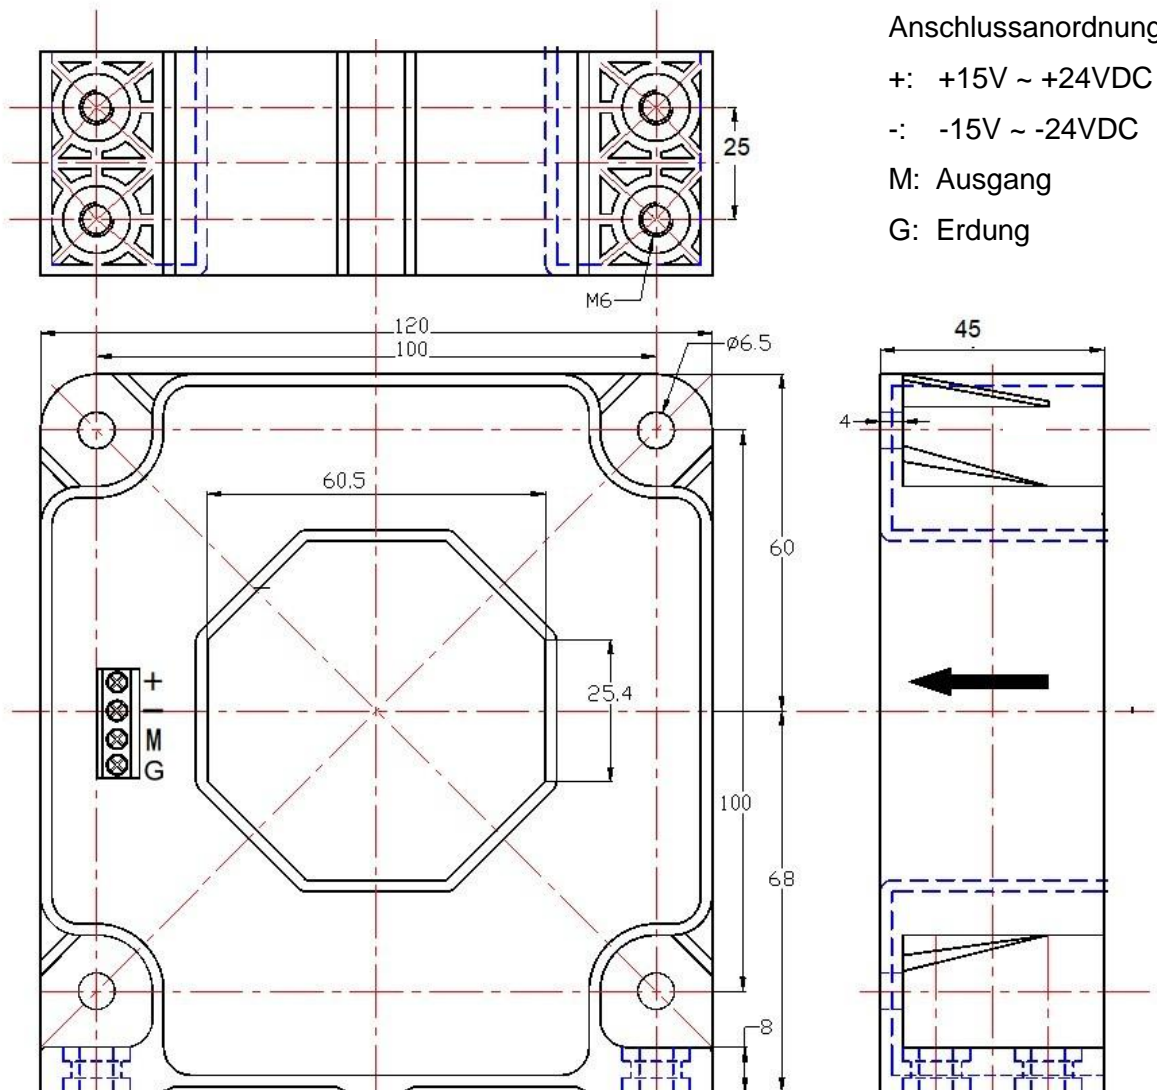 Anschlussanordnung
+: +15V ~ +24VDC
-: -15V ~ -24VDC
M: Ausgang
G: Erdung
25
M6
120
100
ø6.5
45
4
60.5
60
25.4
+
−
M
G
100
68
8